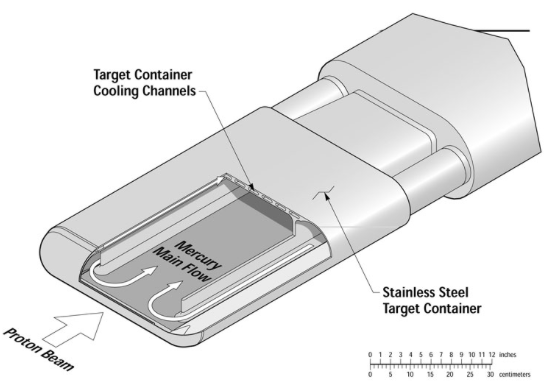 Target Container
Cooling Channels
Mercury
Main Flow
Stainless Steel
Target Container
Proton Beam
0 1 2 3 4 5 6 7 8 9 10 11 12 inches
0 5 10 15 20 25 30 centimeters